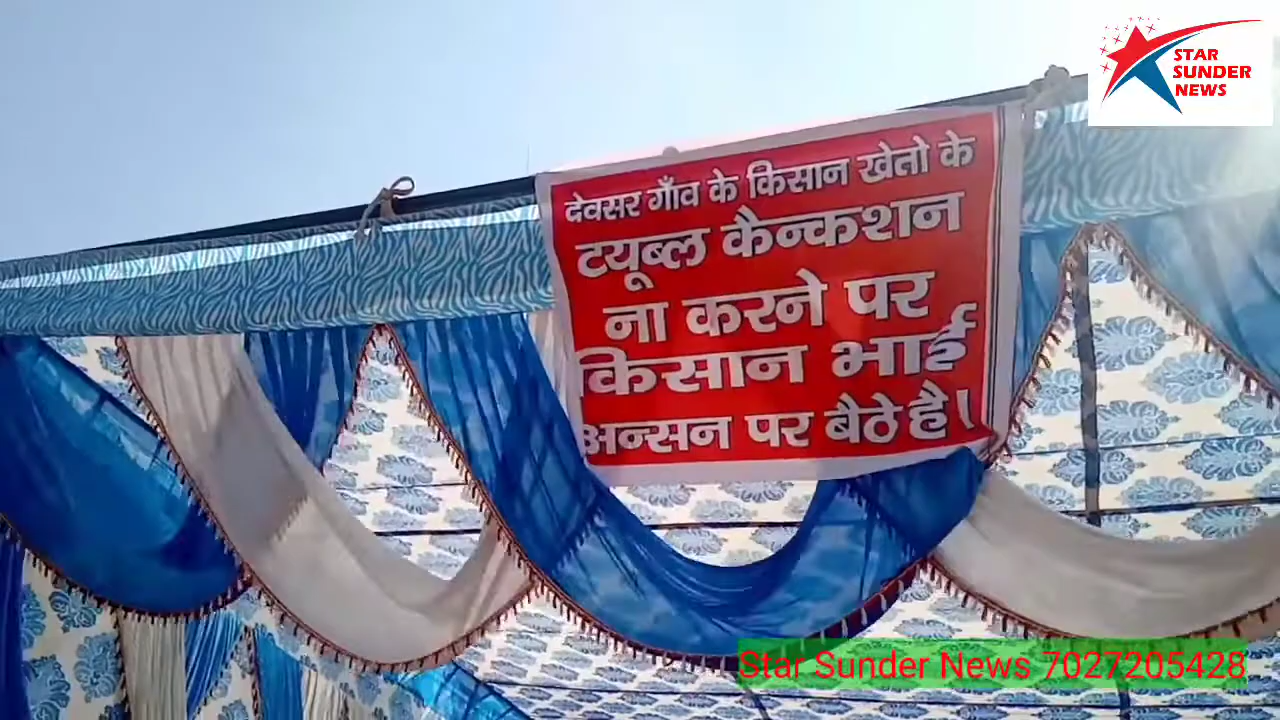 STAR
SUNDER
NEWS
देवसर गाँव के किसान खेतो के
टयूब्ल कैन्कशन
ना करने पर
किसान भाई
अन्सन पर बैठे है।
Star Sunder News 7027205428